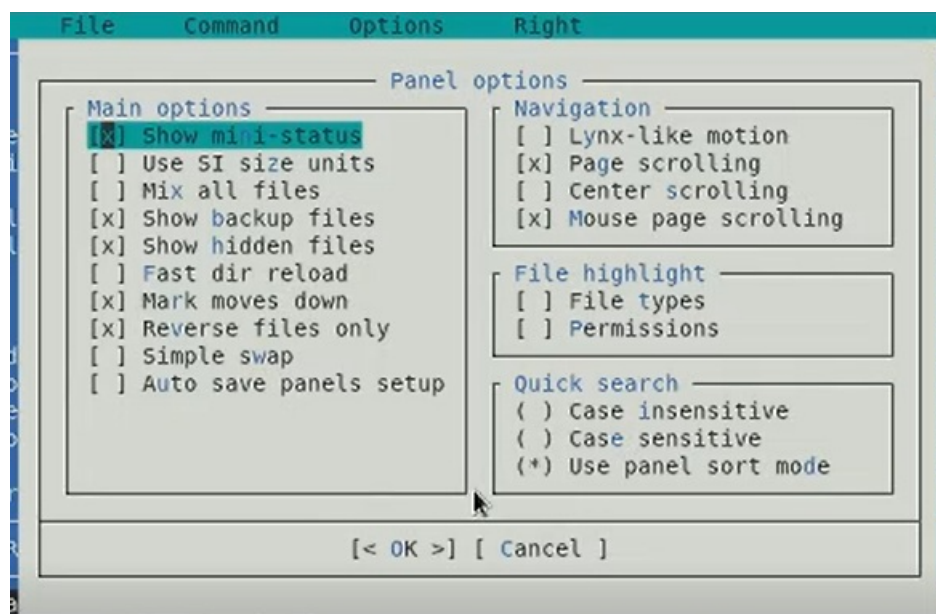 File Command Options Right
Panel options
Main options
[x] Show mini-status
[ ] Use SI size units
[ ] Mix all files
[x] Show backup files
[x] Show hidden files
[ ] Fast dir reload
[x] Mark moves down
[x] Reverse files only
[ ] Simple swap
[ ] Auto save panels setup
Navigation
[ ] Lynx-like motion
[x] Page scrolling
[ ] Center scrolling
[x] Mouse page scrolling
File highlight
[ ] File types
[ ] Permissions
Quick search
( ) Case insensitive
( ) Case sensitive
(*) Use panel sort mode
[< OK >] [ Cancel ]